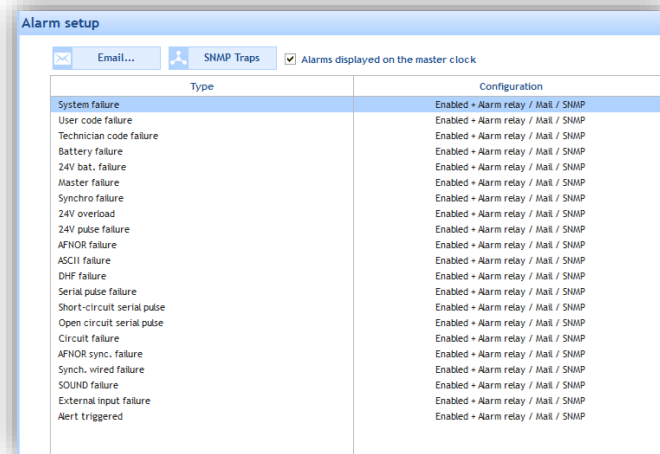 Alarm setup
Email... SNMP Traps Alarms displayed on the master clock
Type Configuration
System failure Enabled + Alarm relay / Mail / SNMP
User code failure Enabled + Alarm relay / Mail / SNMP
Technician code failure Enabled + Alarm relay / Mail / SNMP
Battery failure Enabled + Alarm relay / Mail / SNMP
24V bat. failure Enabled + Alarm relay / Mail / SNMP
Master failure Enabled + Alarm relay / Mail / SNMP
Synchro failure Enabled + Alarm relay / Mail / SNMP
24V overload Enabled + Alarm relay / Mail / SNMP
24V pulse failure Enabled + Alarm relay / Mail / SNMP
AFNOR failure Enabled + Alarm relay / Mail / SNMP
ASCII failure Enabled + Alarm relay / Mail / SNMP
DHF failure Enabled + Alarm relay / Mail / SNMP
Serial pulse failure Enabled + Alarm relay / Mail / SNMP
Short-circuit serial pulse Enabled + Alarm relay / Mail / SNMP
Open circuit serial pulse Enabled + Alarm relay / Mail / SNMP
Circuit failure Enabled + Alarm relay / Mail / SNMP
AFNOR sync. failure Enabled + Alarm relay / Mail / SNMP
Synch. wired failure Enabled + Alarm relay / Mail / SNMP
SOUND failure Enabled + Alarm relay / Mail / SNMP
External input failure Enabled + Alarm relay / Mail / SNMP
Alert triggered Enabled + Alarm relay / Mail / SNMP